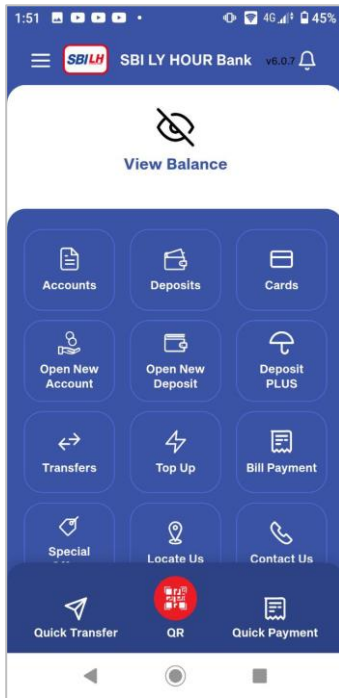 1:51
4G
45%
SBI LH
SBI LY HOUR Bank
v6.0.7
View Balance
Accounts
Deposits
Cards
Open New
Account
Open New
Deposit
Deposit
PLUS
Transfers
Top Up
Bill Payment
Special
Locate Us
Contact Us
Quick Transfer
QR
Quick Payment